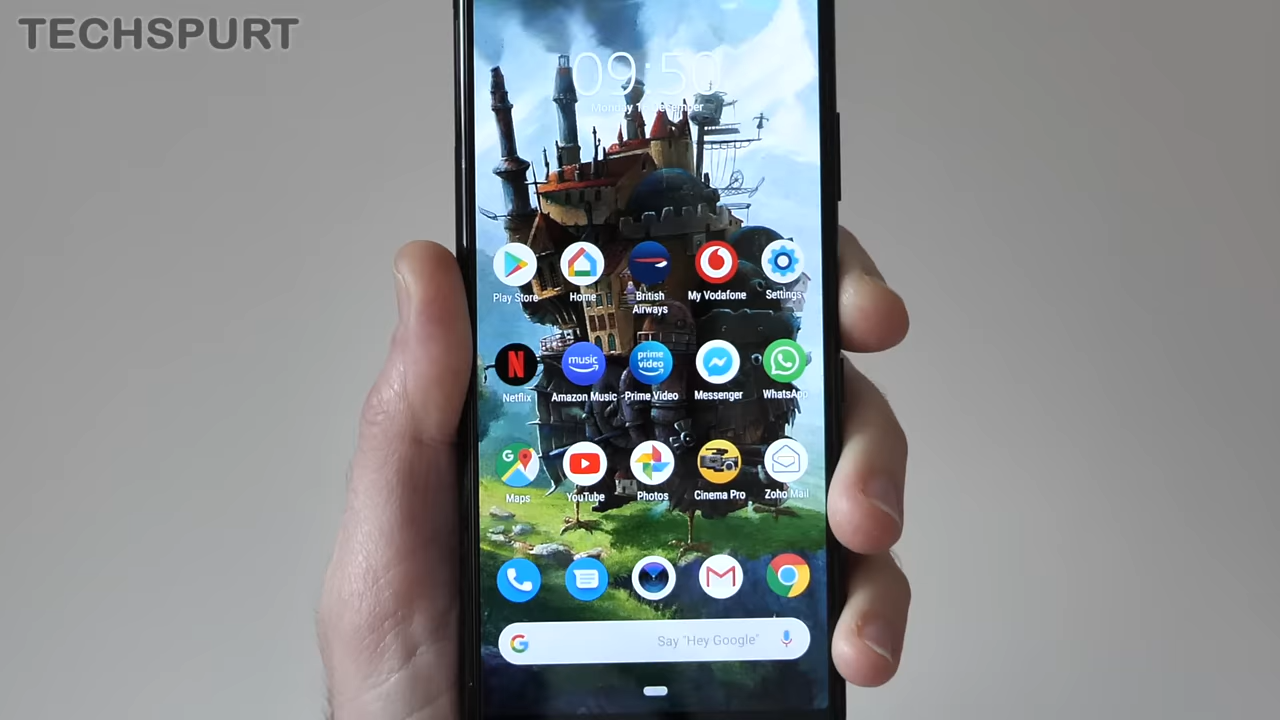 TECHSPURT
09:50
Monday
Play Store Home British Airways My Vodafone Settings
N
music
prime video
Netflix Amazon Music Prime Video Messenger WhatsApp
G
Maps YouTube Photos Cinema Pro Zoho Mail
G Say "Hey Google"